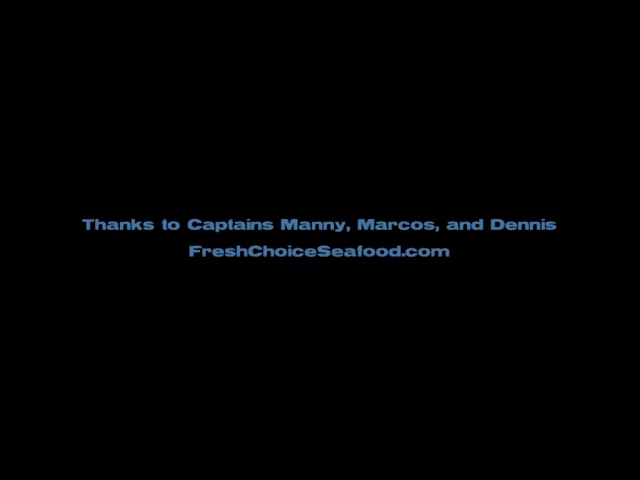 Thanks to Captains Manny, Marcos, and Dennis
FreshChoiceSeafood.com